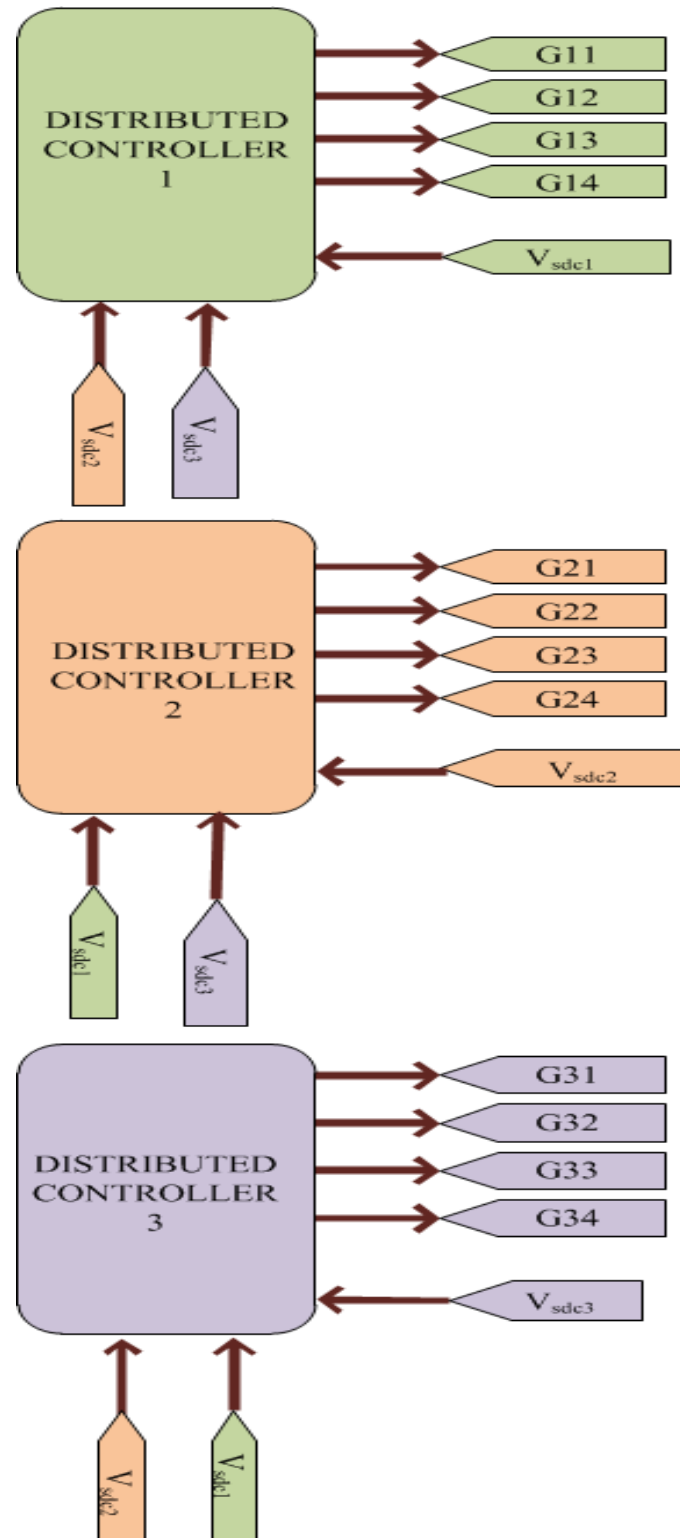 DISTRIBUTED
CONTROLLER
1
G11
G12
G13
G14
Vsdc1
Vsdc2
Vsdc3
DISTRIBUTED
CONTROLLER
2
G21
G22
G23
G24
Vsdc2
Vsdc1
Vsdc3
DISTRIBUTED
CONTROLLER
3
G31
G32
G33
G34
Vsdc3
Vsdc2
Vsdc1